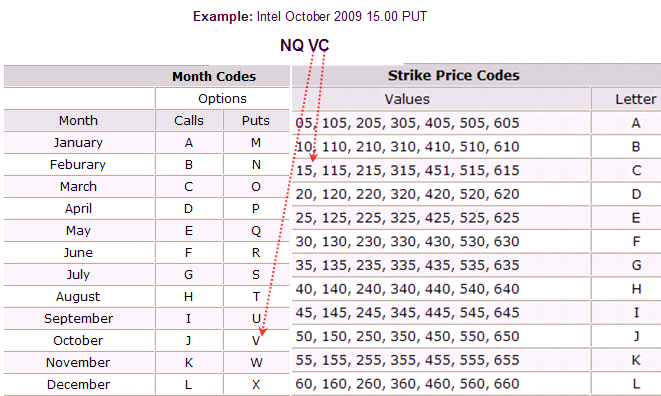 Example: Intel October 2009 15.00 PUT
NQ VC
Month Codes
Options
Month Calls Puts
January A M
Feburary B N
March C O
April D P
May E Q
June F R
July G S
August H T
September I U
October J V
November K W
December L X
Strike Price Codes
Values Letter
05, 105, 205, 305, 405, 505, 605 A
10, 110, 210, 310, 410, 510, 610 B
15, 115, 215, 315, 451, 515, 615 C
20, 120, 220, 320, 420, 520, 620 D
25, 125, 225, 325, 425, 525, 625 E
30, 130, 230, 330, 430, 530, 630 F
35, 135, 235, 335, 435, 535, 635 G
40, 140, 240, 340, 440, 540, 640 H
45, 145, 245, 345, 445, 545, 645 I
50, 150, 250, 350, 450, 550, 650 J
55, 155, 255, 355, 455, 555, 655 K
60, 160, 260, 360, 460, 560, 660 L